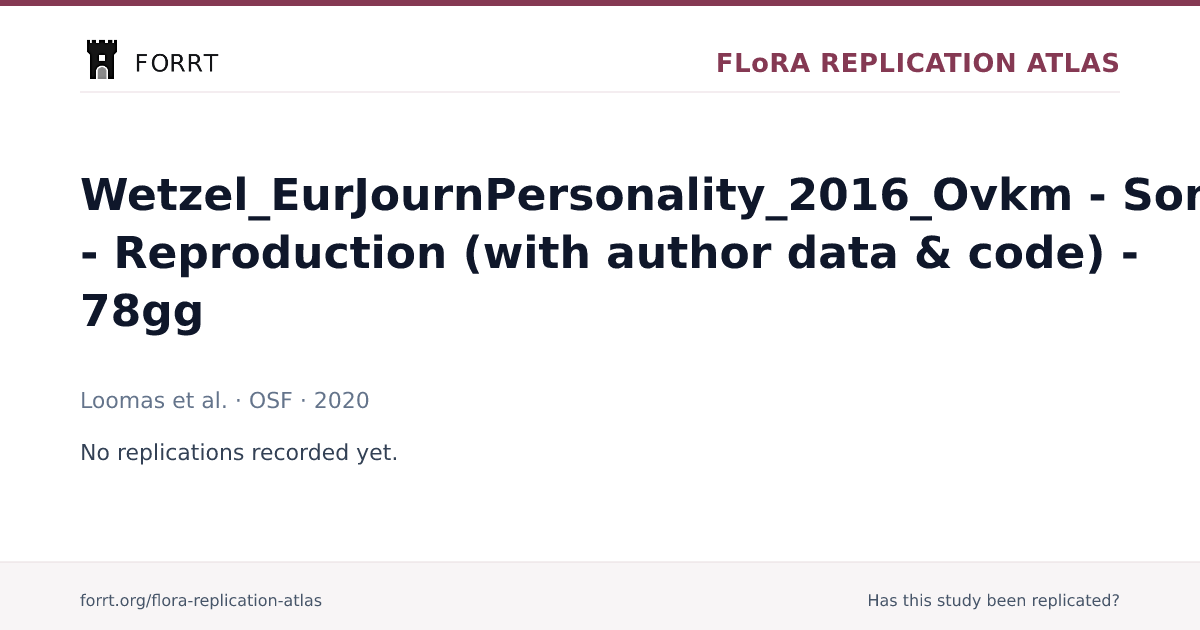 FORRT
FLoRA REPLICATION ATLAS
Wetzel_EurJournPersonality_2016_Ovkm -
- Reproduction (with author data & code) -
78gg
Loomas et al. · OSF · 2020
No replications recorded yet.
forrt.org/flora-replication-atlas
Has this study been replicated?